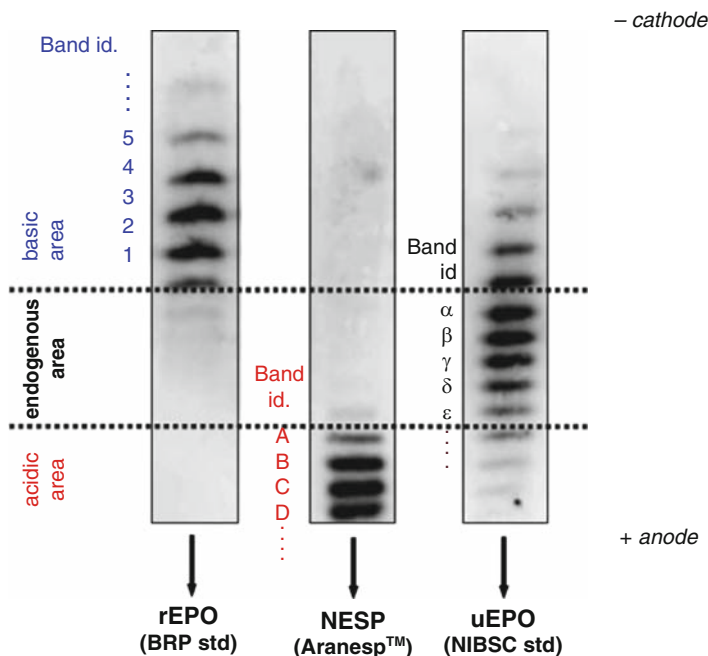 – cathode
Band id.
5
4
3
2
1
basic
area
Band
id
endogenous
area
α
β
γ
δ
ε
Band
id.
A
B
C
D
acidic
area
+ anode
rEPO
(BRP std)
NESP
(Aranesp™)
uEPO
(NIBSC std)